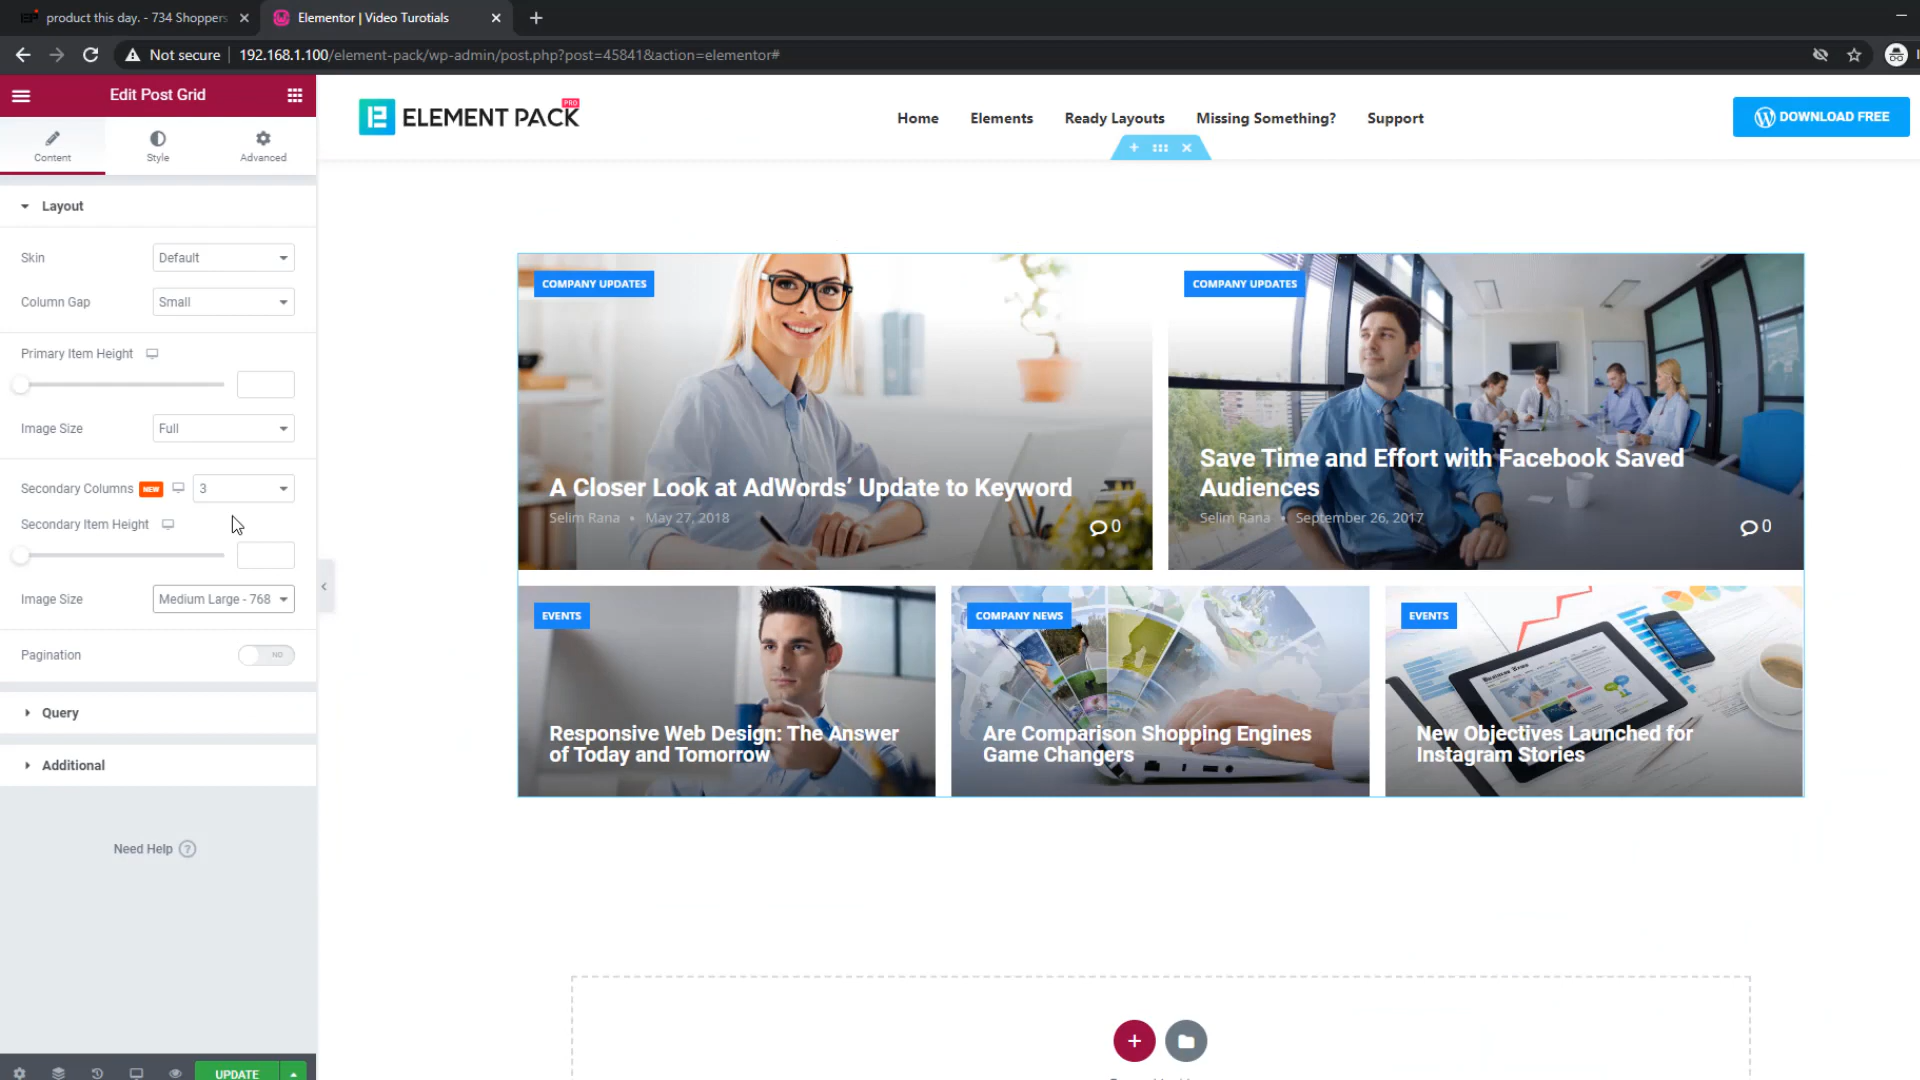 product this day. - 734 Shoppers
Elementor | Video Turotials
Not secure
192.168.1.100/element-pack/wp-admin/post.php?post=45841&action=elementor#
Edit Post Grid
Content
Style
Advanced
Layout
Skin
Default
Column Gap
Small
Primary Item Height
Image Size
Full
Secondary Columns
NEW
3
Secondary Item Height
Image Size
Medium Large - 768
Pagination
NO
Query
Additional
Need Help
UPDATE
ELEMENT PACK
PRO
Home
Elements
Ready Layouts
Missing Something?
Support
DOWNLOAD FREE
COMPANY UPDATES
A Closer Look at AdWords’ Update to Keyword
Selim Rana • May 27, 2018
0
COMPANY UPDATES
Save Time and Effort with Facebook Saved
Audiences
Selim Rana • September 26, 2017
0
EVENTS
Responsive Web Design: The Answer
of Today and Tomorrow
COMPANY NEWS
Are Comparison Shopping Engines
Game Changers
EVENTS
New Objectives Launched for
Instagram Stories